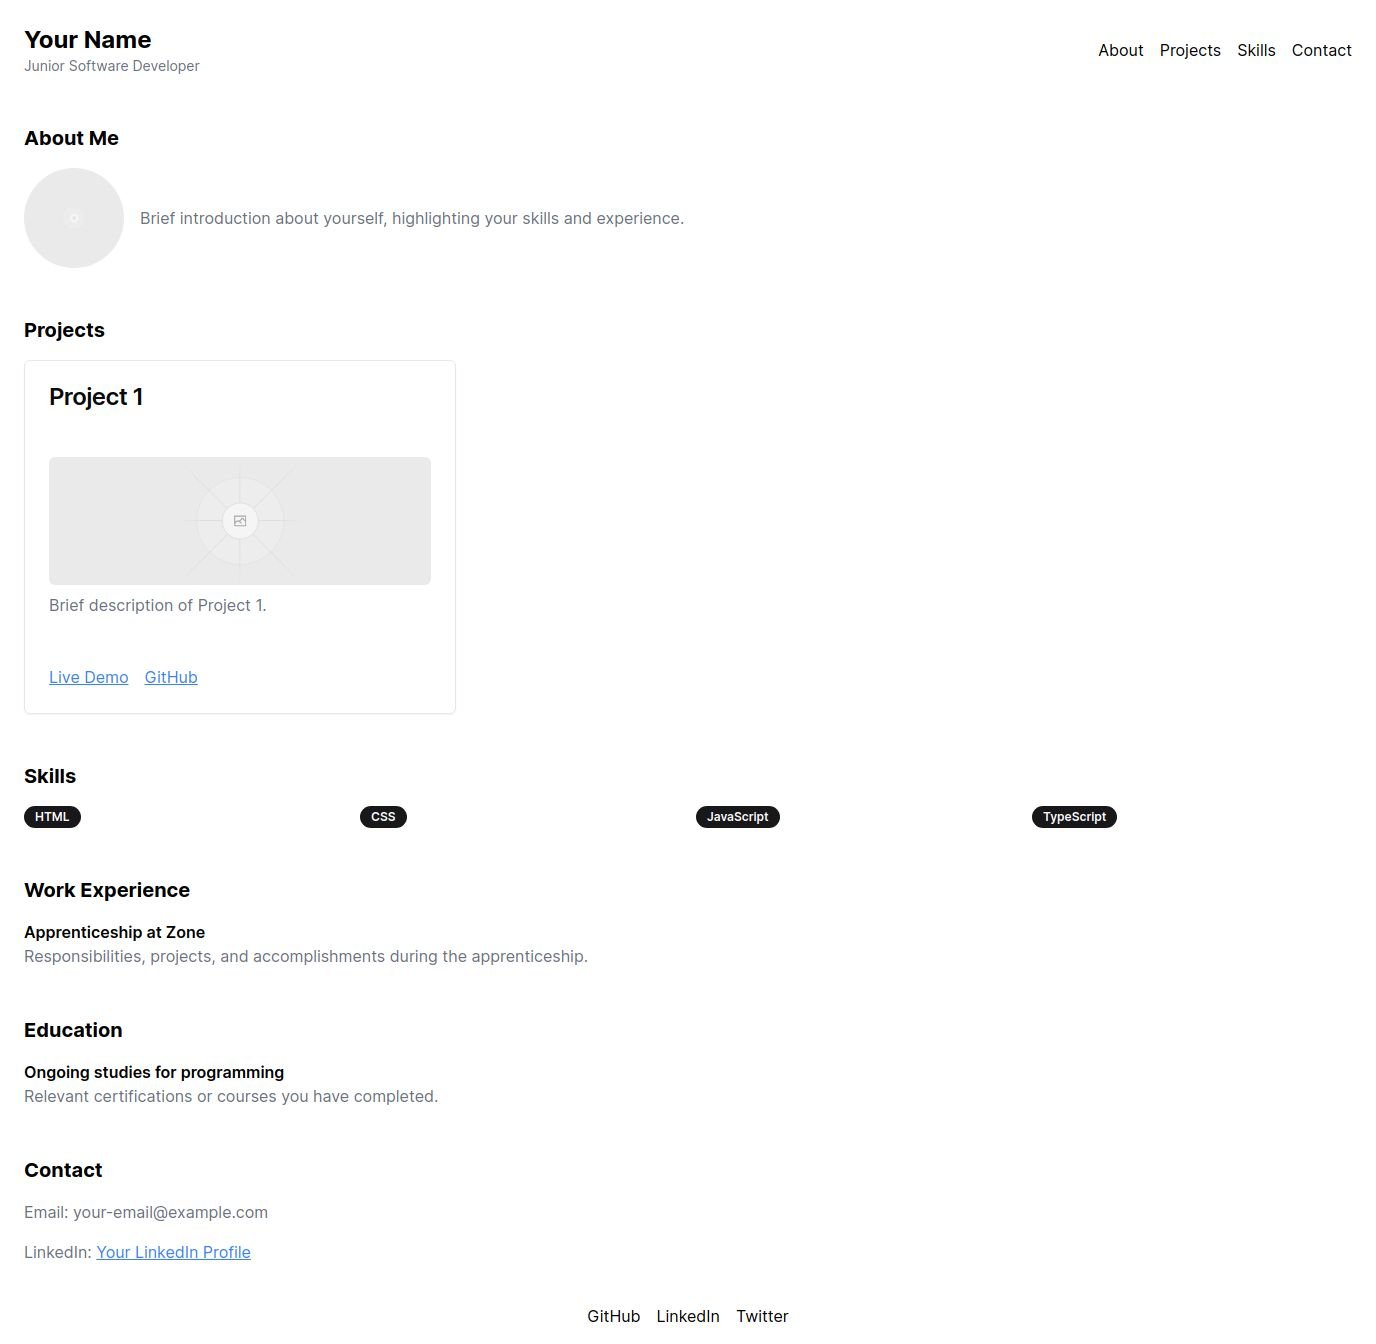 Your Name
Junior Software Developer
About Projects Skills Contact
About Me
Brief introduction about yourself, highlighting your skills and experience.
Projects
Project 1
Brief description of Project 1.
Live Demo GitHub
Skills
HTML CSS JavaScript TypeScript
Work Experience
Apprenticeship at Zone
Responsibilities, projects, and accomplishments during the apprenticeship.
Education
Ongoing studies for programming
Relevant certifications or courses you have completed.
Contact
Email: your-email@example.com
LinkedIn: Your LinkedIn Profile
GitHub LinkedIn Twitter